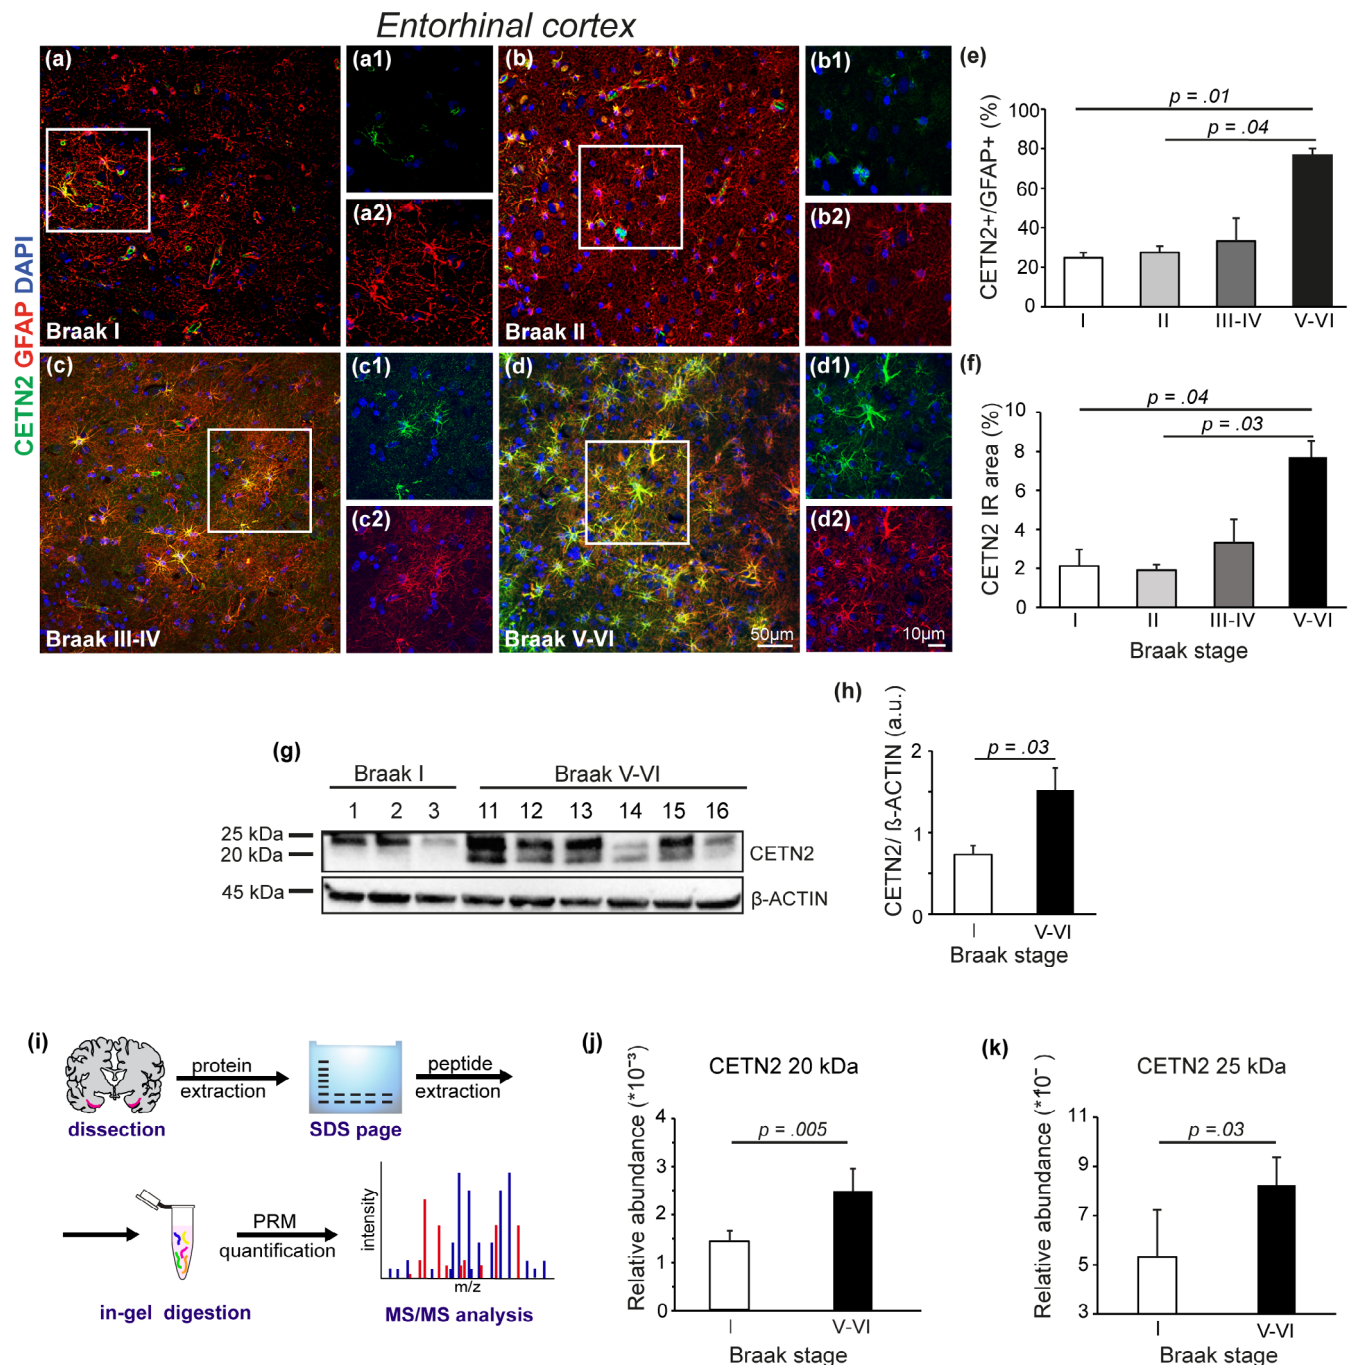 Entorhinal cortex
CETN2 GFAP DAPI
(a)
Braak I
(a1)
(a2)
(b)
Braak II
(b1)
(b2)
(c)
Braak III-IV
(c1)
(c2)
(d)
Braak V-VI
50µm
(d1)
(d2)
10µm
(e)
CETN2+/GFAP+ (%)
100
80
60
40
20
0
p = .01
p = .04
I II III-IV V-VI
(f)
CETN2 IR area (%)
10
8
6
4
2
0
p = .04
p = .03
I II III-IV V-VI
Braak stage
(g)
Braak I Braak V-VI
1 2 3 11 12 13 14 15 16
25 kDa
20 kDa
CETN2
45 kDa
β-ACTIN
(h)
CETN2/ ß-ACTIN (a.u.)
2
1
0
p = .03
I V-VI
Braak stage
(i)
dissection
protein
extraction
SDS page
peptide
extraction
in-gel digestion
PRM
quantification
intensity
m/z
MS/MS analysis
(j)
CETN2 20 kDa
Relative abundance (*10⁻³)
4
3
2
1
0
p = .005
I V-VI
Braak stage
(k)
CETN2 25 kDa
Relative abundance
11
9
7
5
3
p = .03
I V-VI
Braak stage